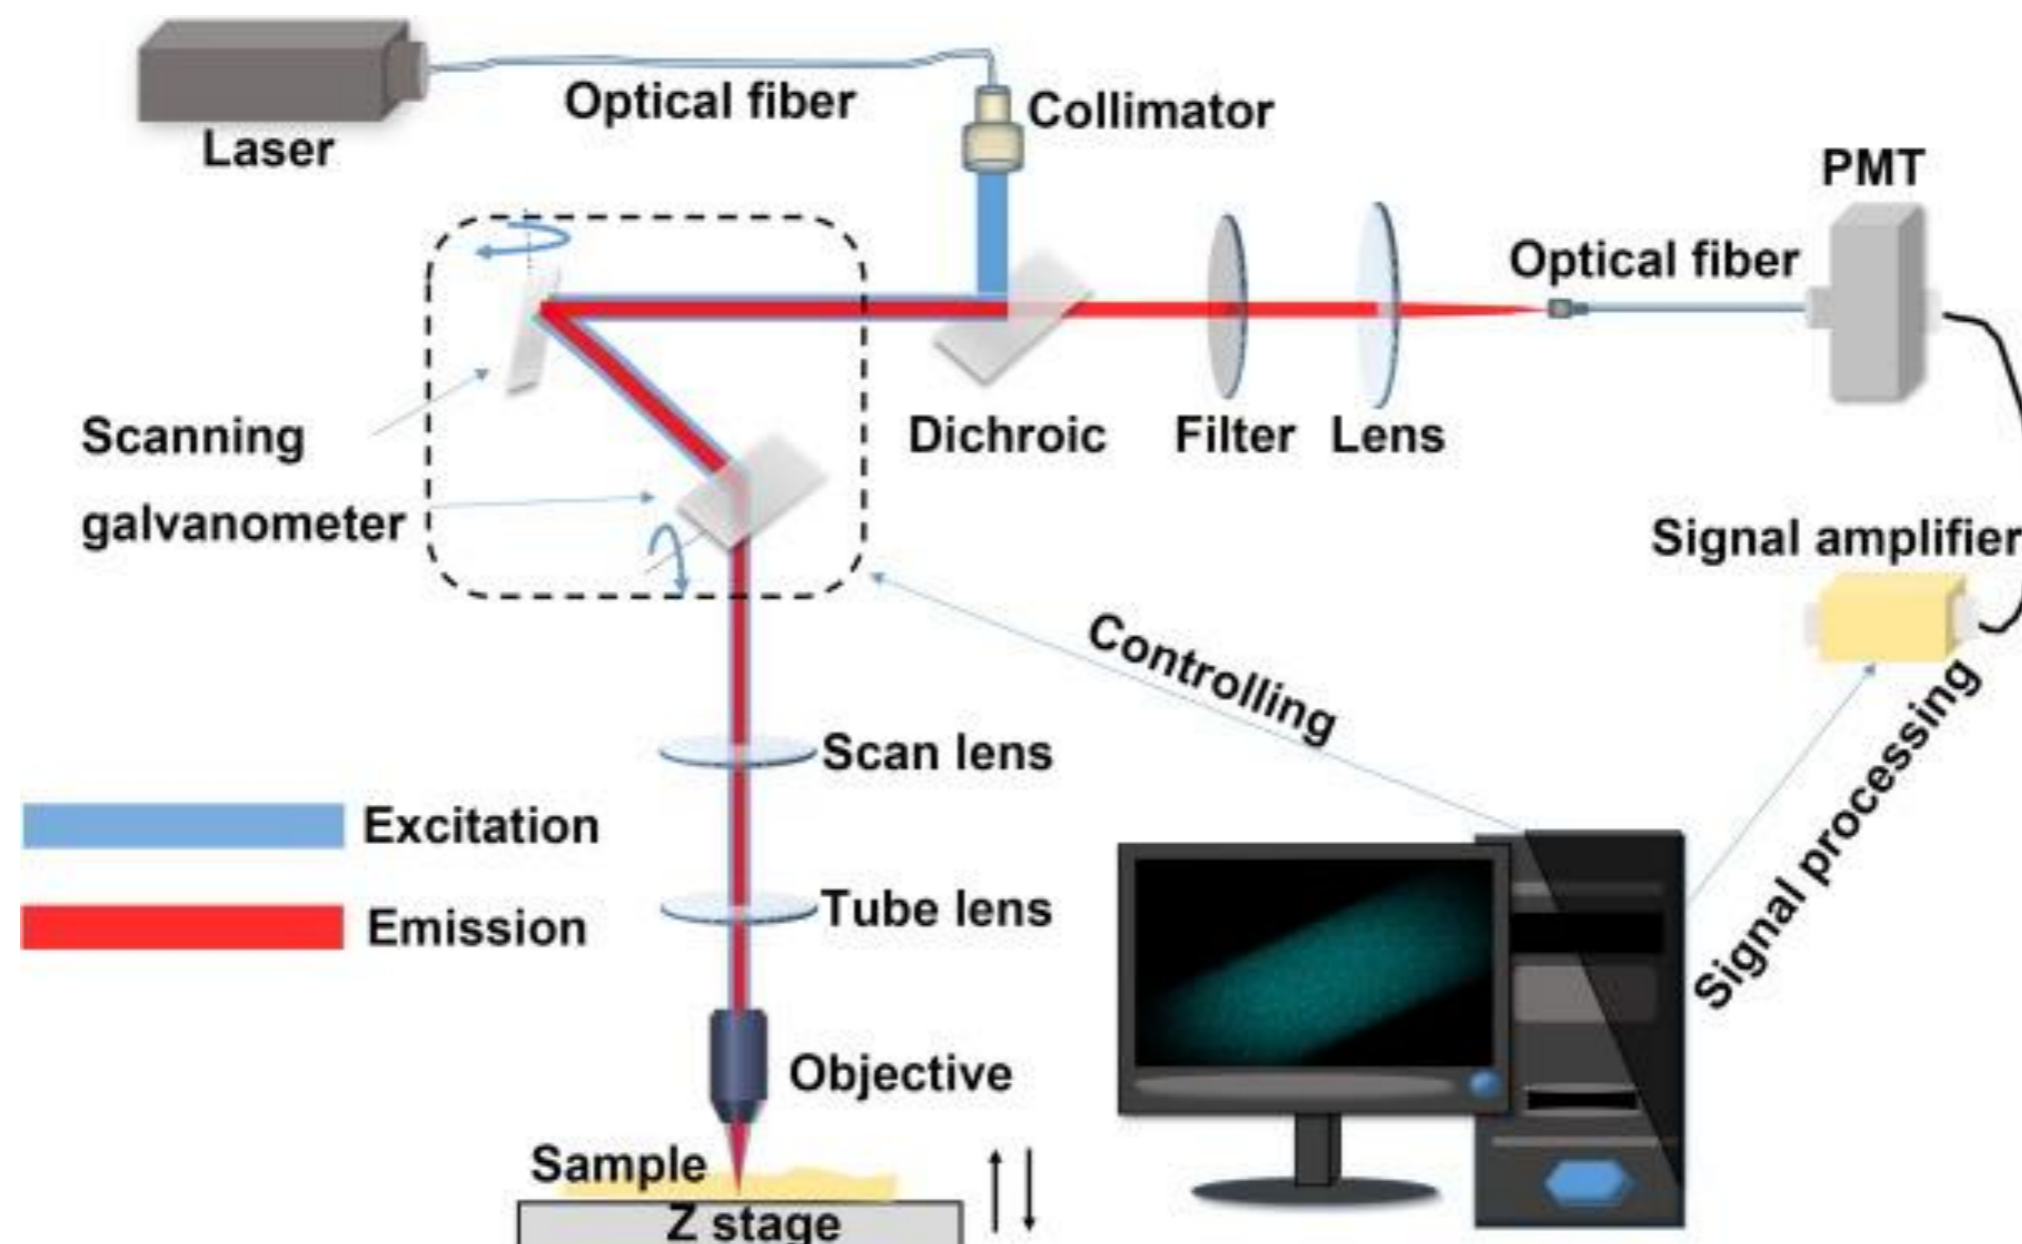 Optical fiber
Collimator
Laser
PMT
Optical fiber
Scanning
galvanometer
Dichroic
Filter
Lens
Signal amplifier
Controlling
Signal processing
Scan lens
Excitation
Tube lens
Emission
Objective
Sample
Z stage